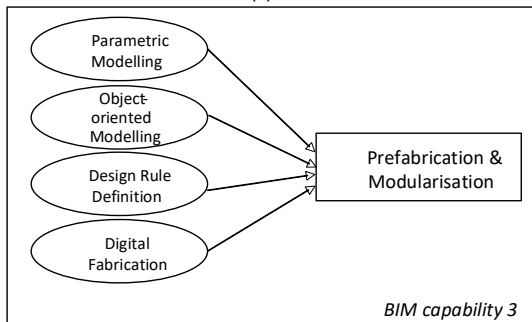 Parametric
Modelling
Object-
oriented
Modelling
Design Rule
Definition
Digital
Fabrication
Prefabrication &
Modularisation
BIM capability 3